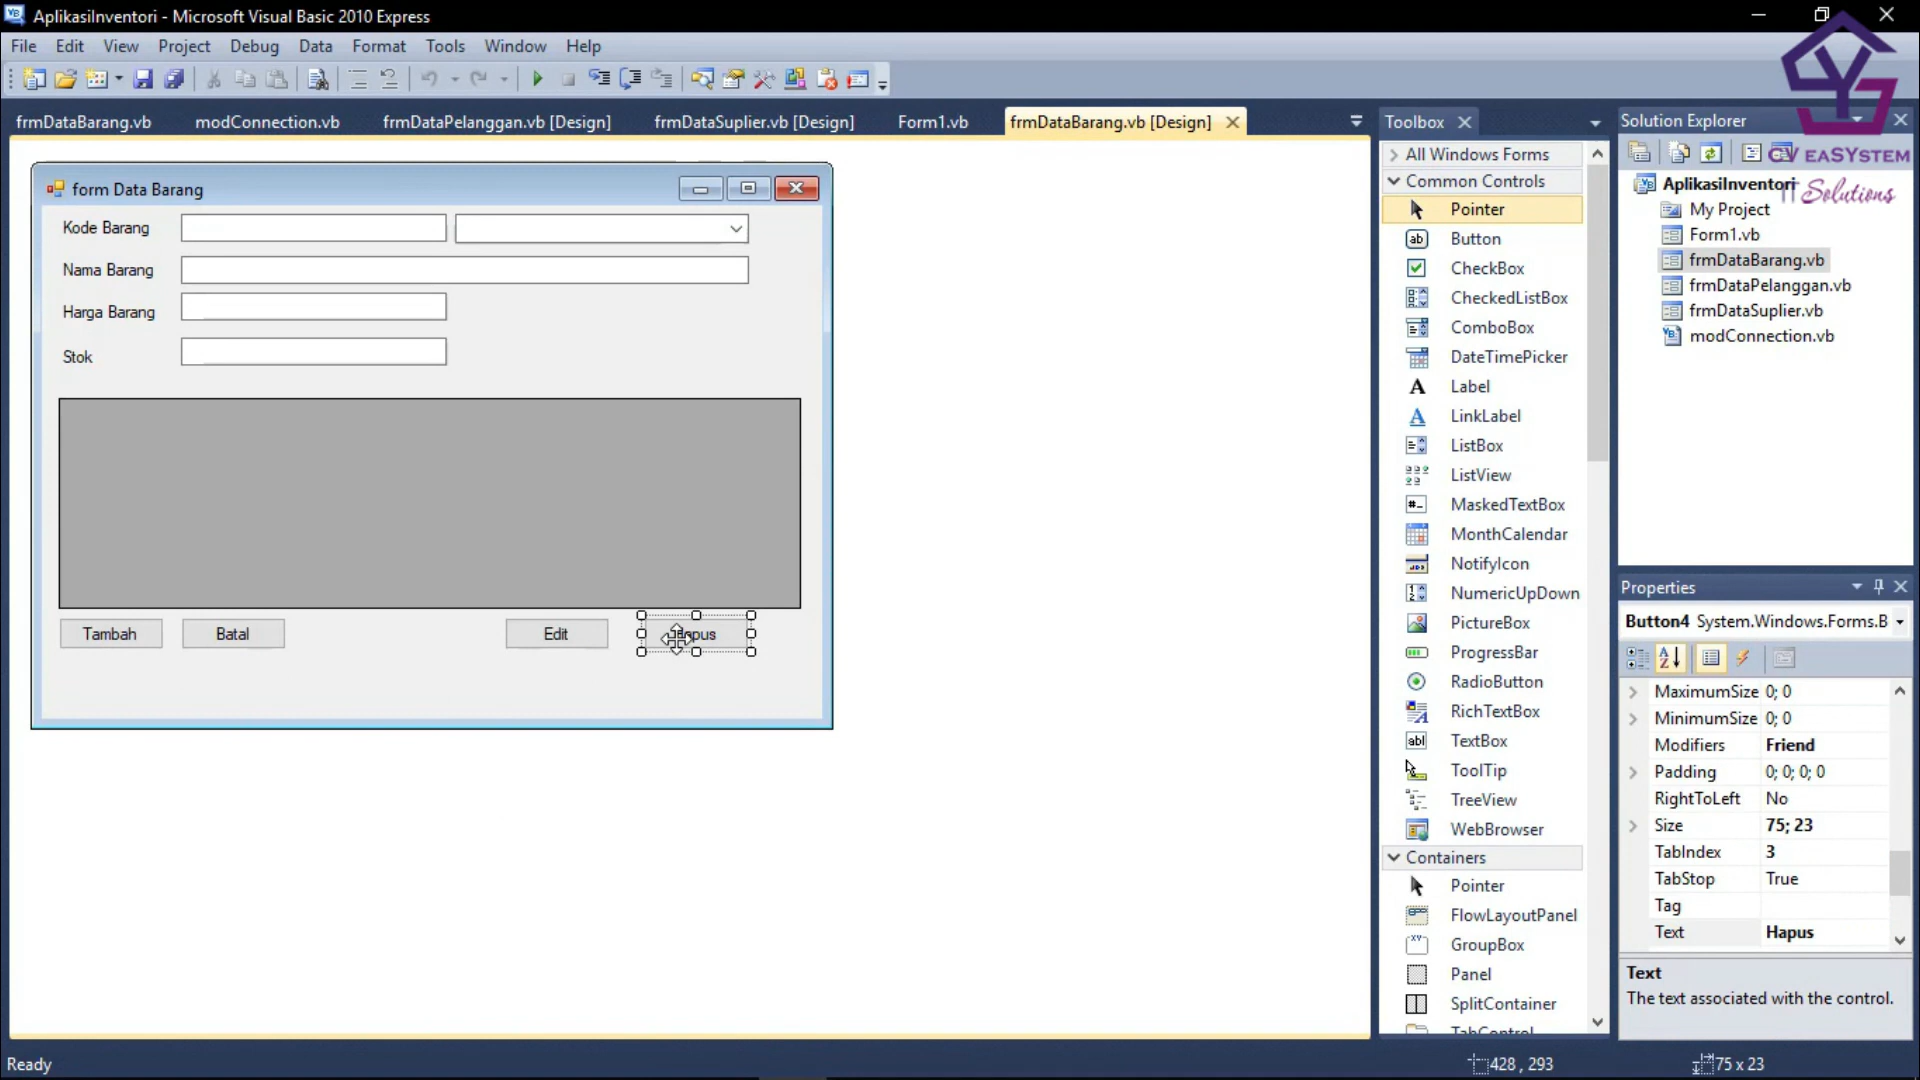 AplikasiInventori - Microsoft Visual Basic 2010 Express
File Edit View Project Debug Data Format Tools Window Help
frmDataBarang.vb modConnection.vb frmDataPelanggan.vb [Design] frmDataSuplier.vb [Design] Form1.vb frmDataBarang.vb [Design]
form Data Barang
Kode Barang
Nama Barang
Harga Barang
Stok
Tambah Batal Edit
Toolbox
All Windows Forms
Common Controls
Pointer
Button
CheckBox
CheckedListBox
ComboBox
DateTimePicker
Label
LinkLabel
ListBox
ListView
MaskedTextBox
MonthCalendar
NotifyIcon
NumericUpDown
PictureBox
ProgressBar
RadioButton
RichTextBox
TextBox
ToolTip
TreeView
WebBrowser
Containers
Pointer
FlowLayoutPanel
GroupBox
Panel
SplitContainer
TabControl
Solution Explorer
CV EASYSTEM
IT Solutions
AplikasiInventori
My Project
Form1.vb
frmDataBarang.vb
frmDataPelanggan.vb
frmDataSuplier.vb
modConnection.vb
Properties
Button4 System.Windows.Forms.B
MaximumSize 0; 0
MinimumSize 0; 0
Modifiers Friend
Padding 0; 0; 0; 0
RightToLeft No
Size 75; 23
TabIndex 3
TabStop True
Tag
Text Hapus
Text
The text associated with the control.
Ready 428 , 293 75 x 23